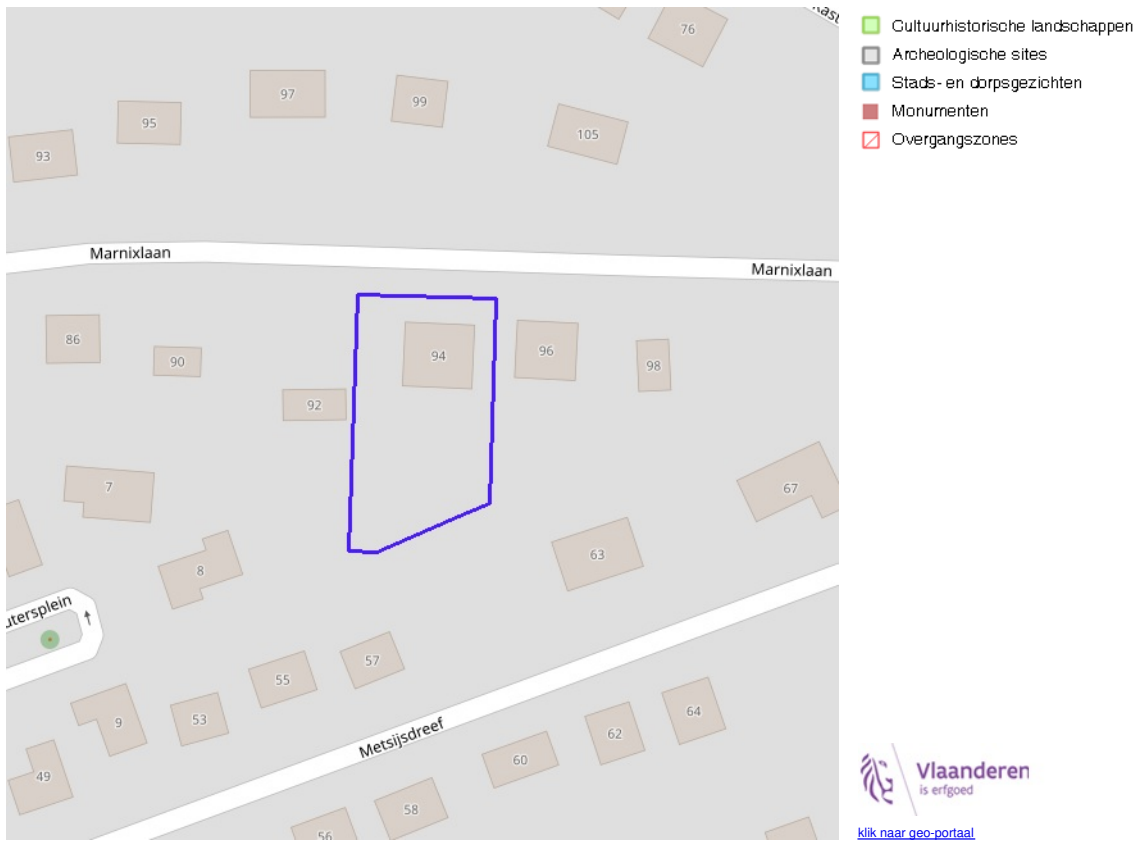 76
97
99
95
105
93
Marnixlaan
Marnixlaan
86
90
94
96
98
92
7
67
63
8
utersplein
57
55
9
53
64
62
Metsijsdreef
60
49
58
56
Cultuurhistorische landschappen
Archeologische sites
Stads- en dorpsgezichten
Monumenten
Overgangszones
Vlaanderen
is erfgoed
klik naar geo-portaal